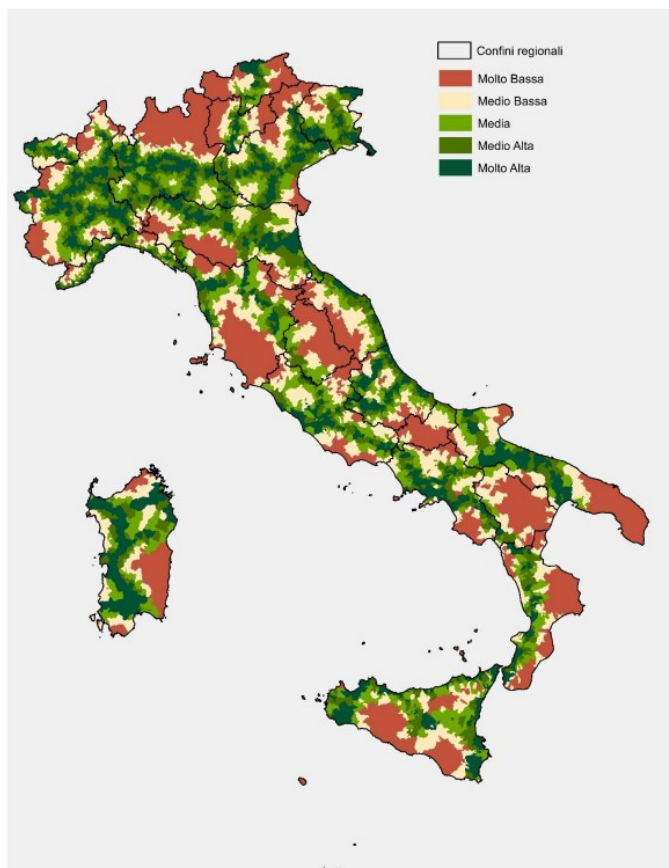 Confini regionali
Molto Bassa
Medio Bassa
Media
Medio Alta
Molto Alta